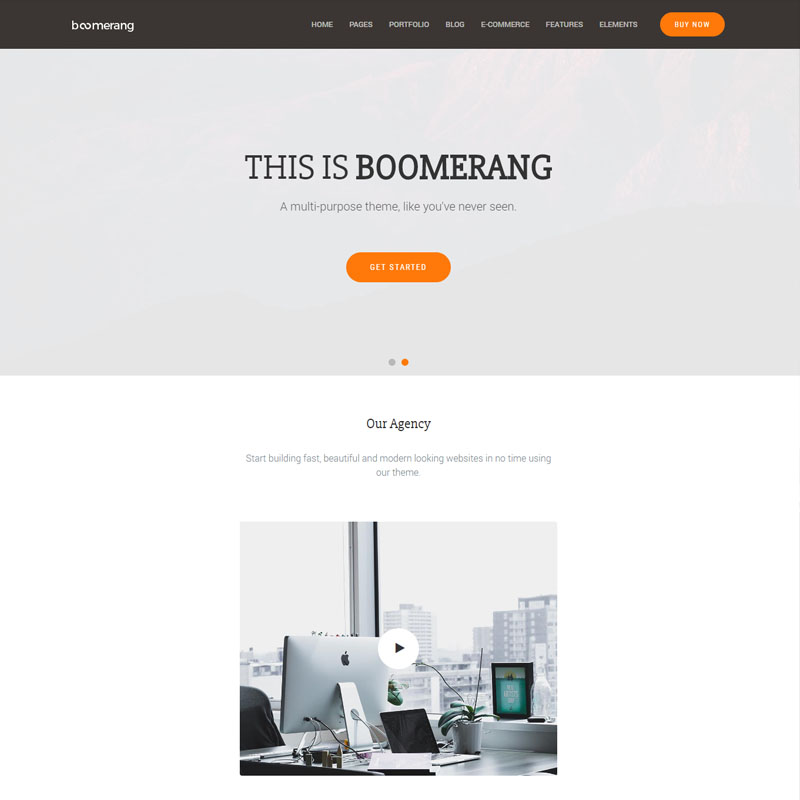 boomerang
HOME PAGES PORTFOLIO BLOG E-COMMERCE FEATURES ELEMENTS BUY NOW
THIS IS BOOMERANG
A multi-purpose theme, like you've never seen.
GET STARTED
Our Agency
Start building fast, beautiful and modern looking websites in no time using
our theme.